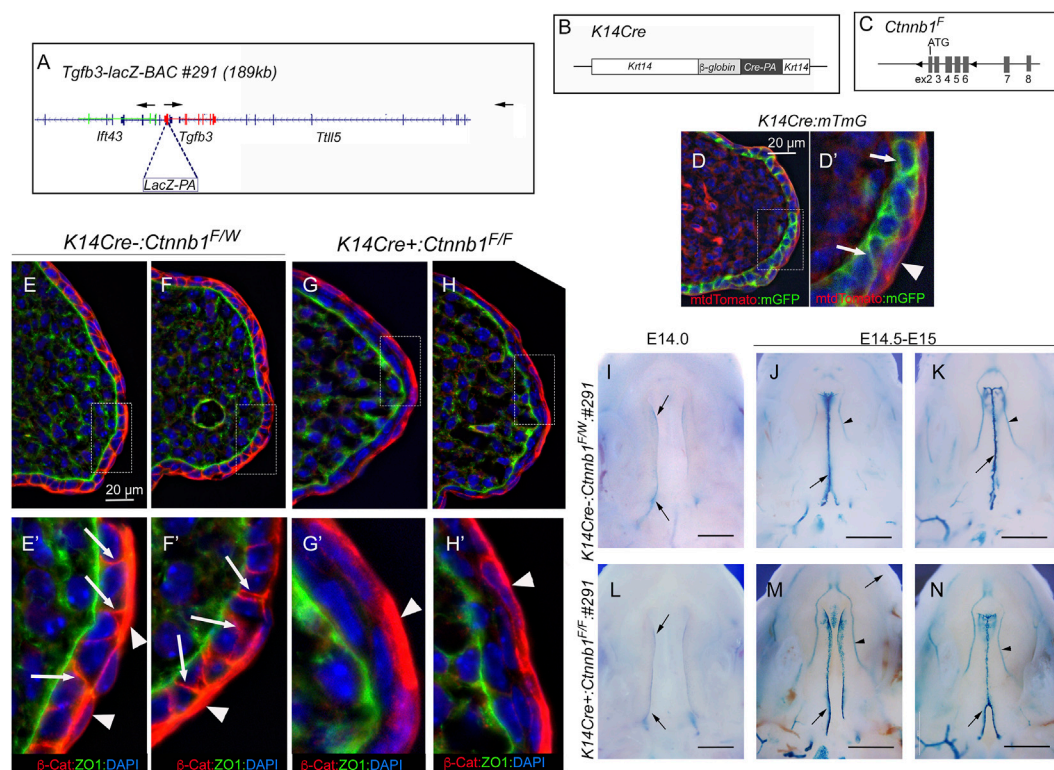 A
Tgfb3-lacZ-BAC #291 (189kb)
Ift43
Tgfb3
Ttll5
LacZ-PA
B
K14Cre
Krt14
β-globin
Cre-PA
Krt14
C
Ctnnb1F
ATG
ex2 3 4 5 6 7 8
K14Cre:mTmG
D
20 µm
D'
mtdTomato:mGFP
mtdTomato:mGFP
K14Cre-:Ctnnb1F/W
K14Cre+:Ctnnb1F/F
E
20 µm
F
G
H
E'
β-Cat:ZO1:DAPI
F'
β-Cat:ZO1:DAPI
G'
β-Cat:ZO1:DAPI
H'
β-Cat:ZO1:DAPI
E14.0
E14.5-E15
K14Cre-:Ctnnb1F/W:#291
I
J
K
K14Cre+:Ctnnb1F/F:#291
L
M
N